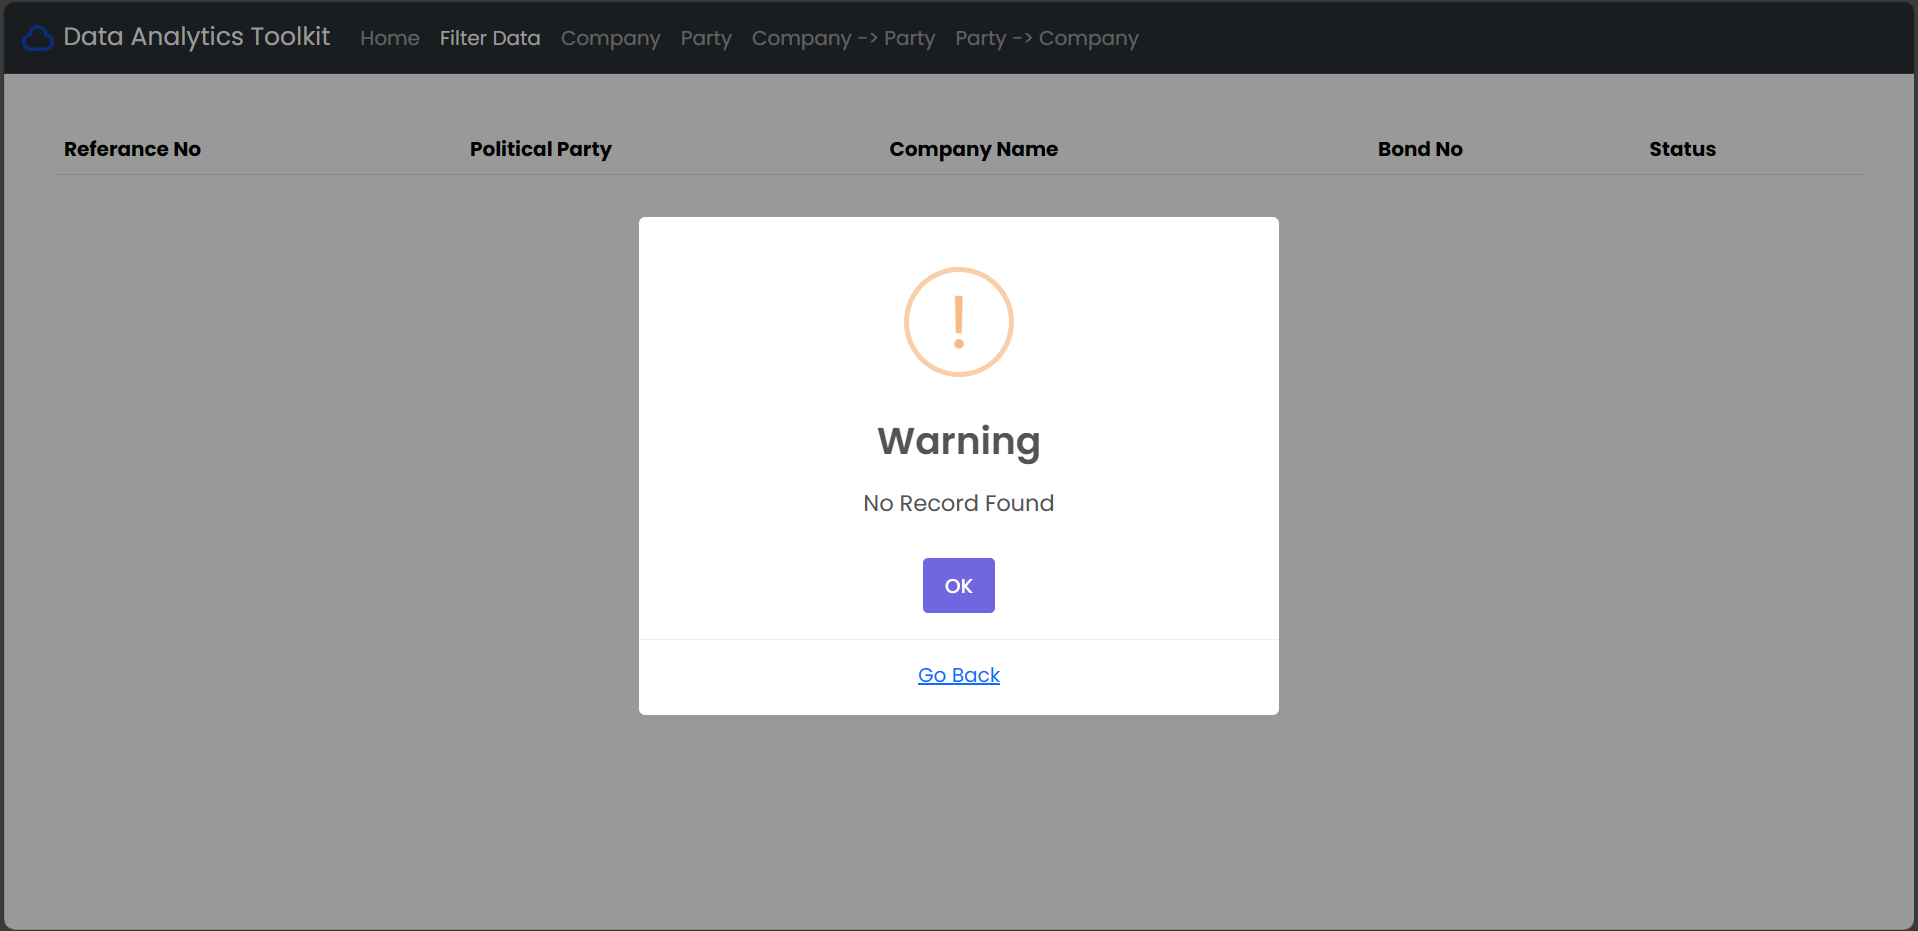 Data Analytics Toolkit Home Filter Data Company Party Company -> Party Party -> Company
Referance No Political Party Company Name Bond No Status
!
Warning
No Record Found
OK
Go Back